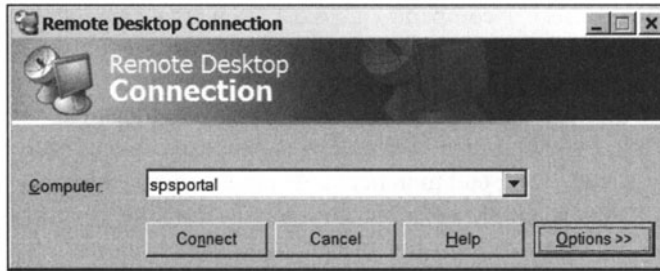 Remote Desktop Connection
Remote Desktop
Connection
Computer:
spsportal
Connect
Cancel
Help
Options >>